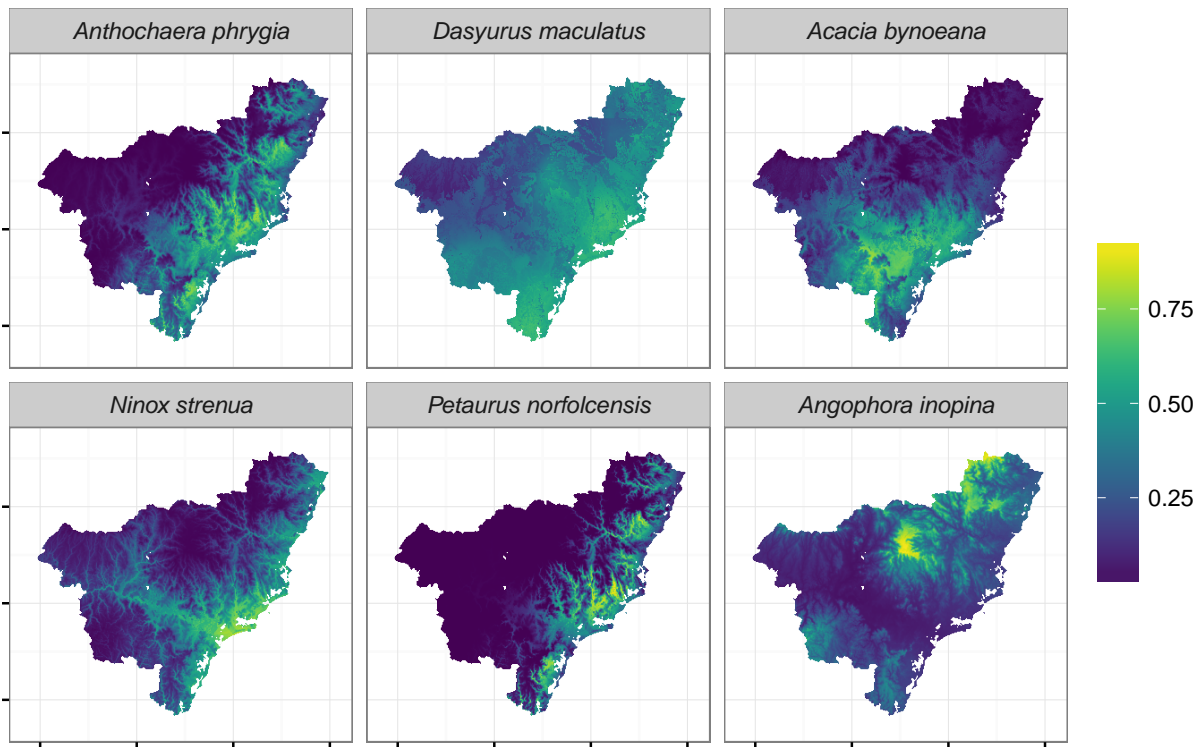 Anthochaera phrygia
Dasyurus maculatus
Acacia bynoeana
Ninox strenua
Petaurus norfolcensis
Angophora inopina
0.75
0.50
0.25